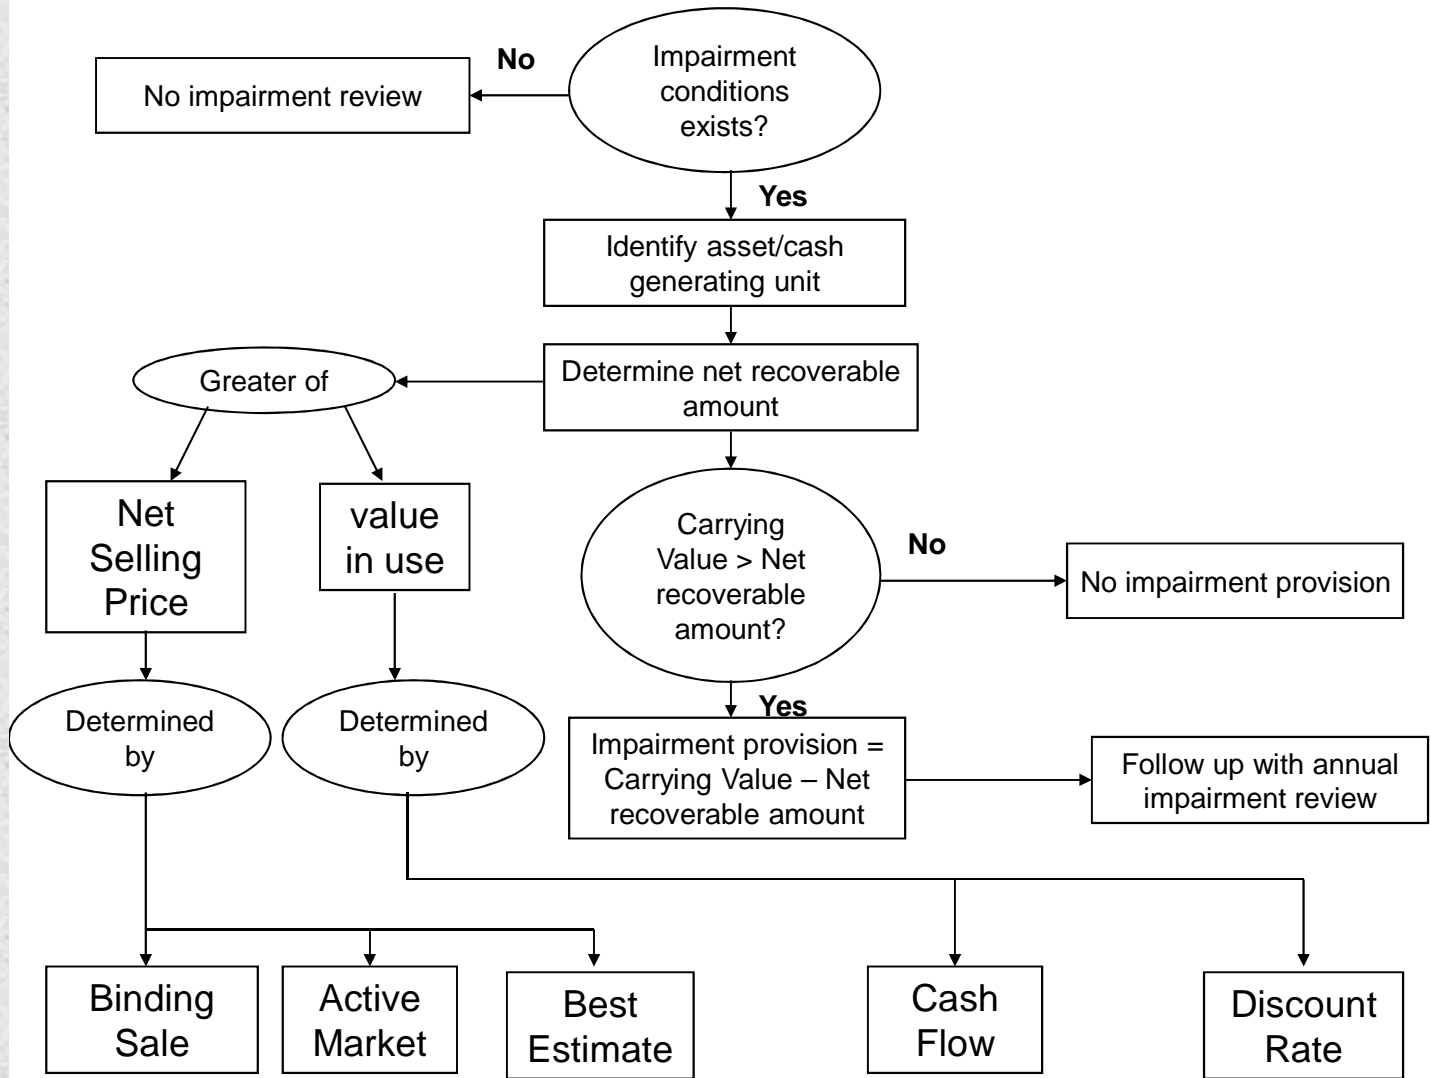 Impairment
conditions
exists?
No
No impairment review
Yes
Identify asset/cash
generating unit
Determine net recoverable
amount
Greater of
Net
Selling
Price
value
in use
Carrying
Value > Net
recoverable
amount?
No
No impairment provision
Yes
Determined
by
Determined
by
Impairment provision =
Carrying Value – Net
recoverable amount
Follow up with annual
impairment review
Binding
Sale
Active
Market
Best
Estimate
Cash
Flow
Discount
Rate